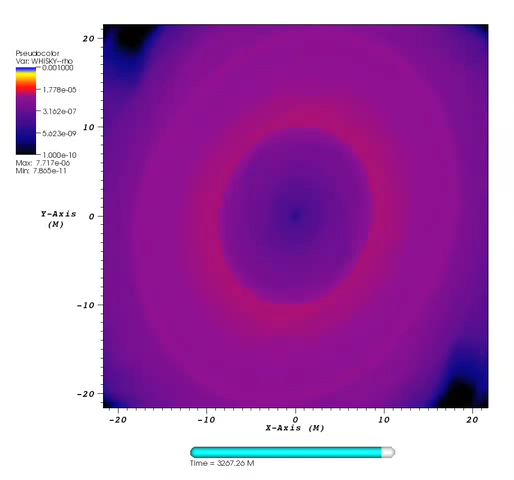 Pseudocolor
Var: WHISKY--rho
0.001000
1.778e-05
3.162e-07
5.623e-09
1.000e-10
Max: 7.717e-06
Min: 7.865e-11
20
10
0
-10
-20
Y-Axis
(M)
-20 -10 0 10 20
X-Axis (M)
Time = 3267.26 M